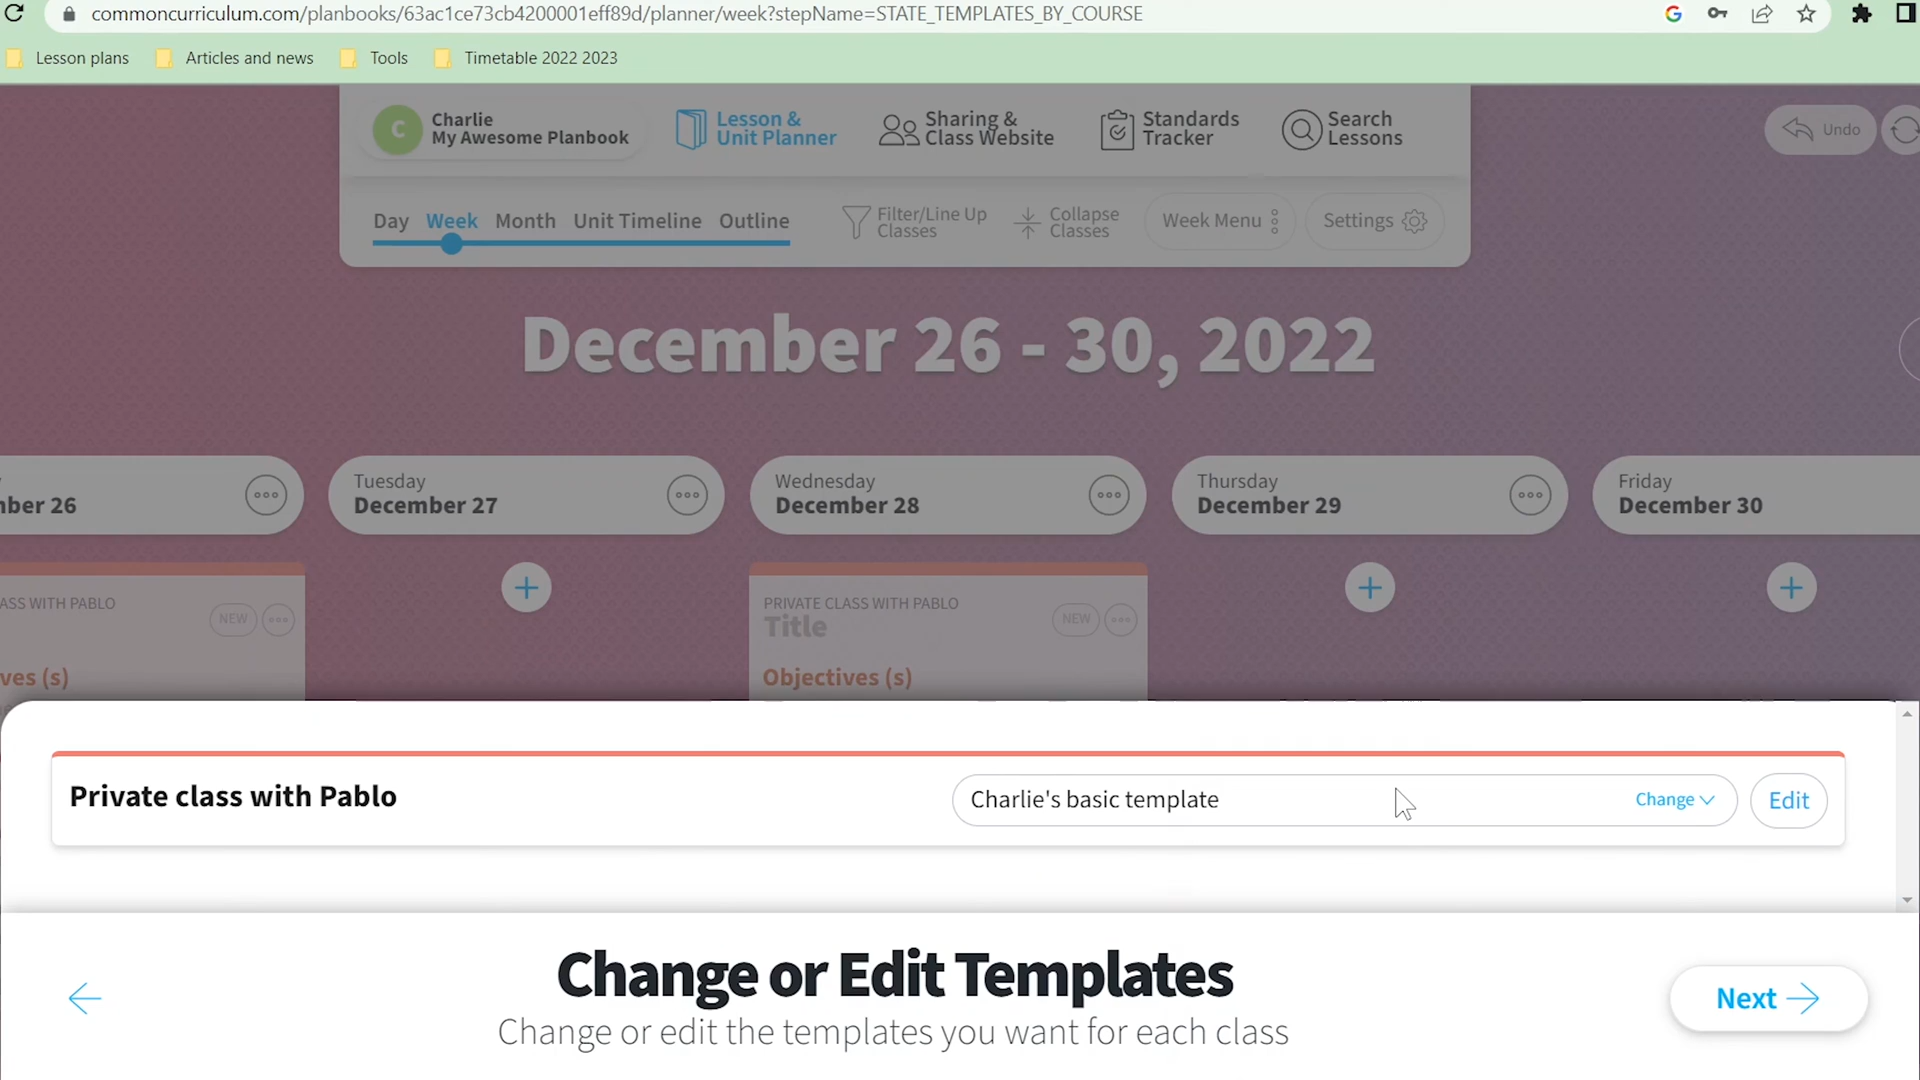 commoncurriculum.com/planbooks/63ac1ce73cb4200001eff89d/planner/week?stepName=STATE_TEMPLATES_BY_COURSE
Lesson plans
Articles and news
Tools
Timetable 2022 2023
C
Charlie
My Awesome Planbook
Lesson &
Unit Planner
Sharing &
Class Website
Standards
Tracker
Search
Lessons
Undo
Day Week Month Unit Timeline Outline
Filter/Line Up
Classes
Collapse
Classes
Week Menu
Settings
December 26 - 30, 2022
nber 26
Tuesday
December 27
Wednesday
December 28
Thursday
December 29
Friday
December 30
ASS WITH PABLO
NEW
ves (s)
PRIVATE CLASS WITH PABLO
Title
NEW
Objectives (s)
Private class with Pablo
Charlie's basic template
Change
Edit
Change or Edit Templates
Change or edit the templates you want for each class
Next